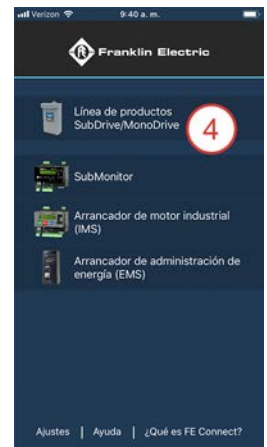 Verizon 9:40 a. m.
Franklin Electric
Línea de productos
SubDrive/MonoDrive
4
SubMonitor
Arrancador de motor industrial
(IMS)
Arrancador de administración de
energía (EMS)
Ajustes | Ayuda | ¿Qué es FE Connect?